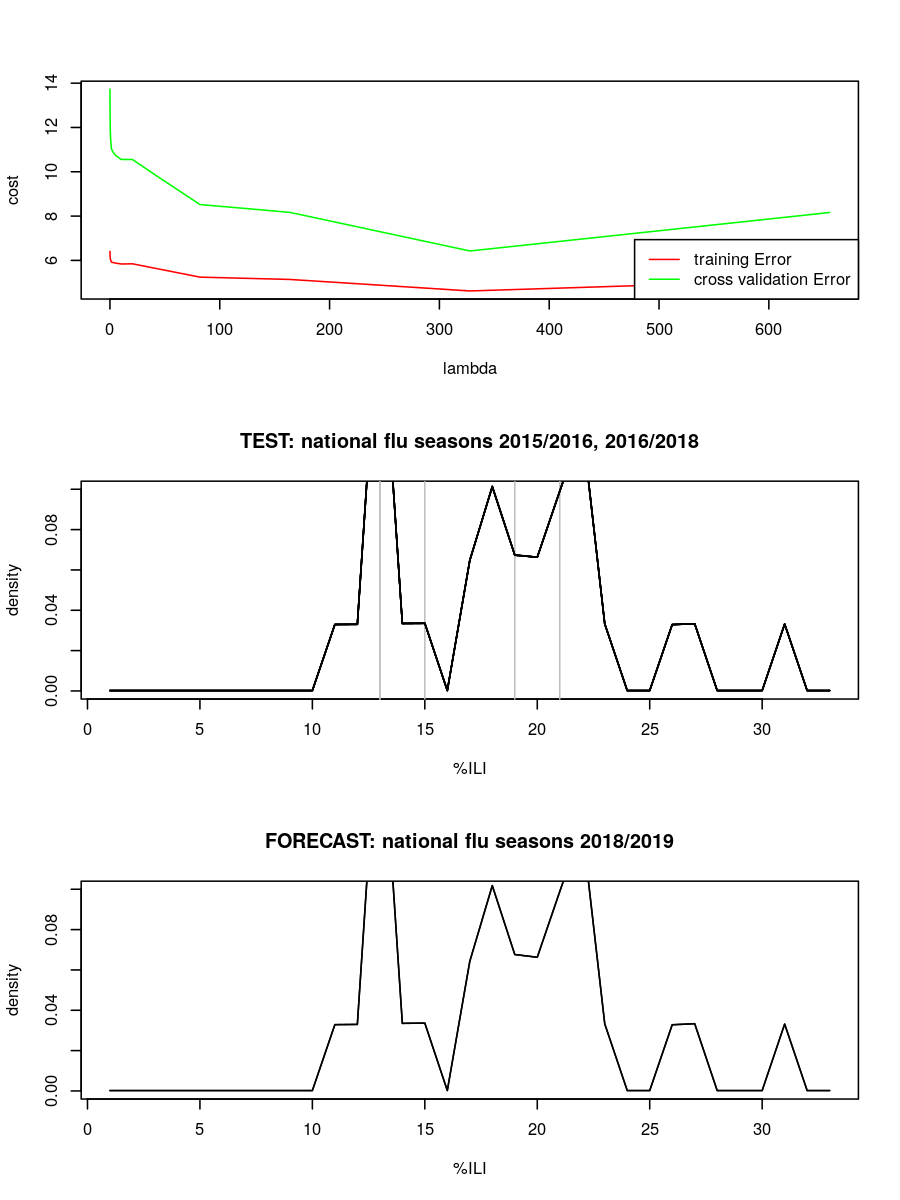 14
12
10
8
6
cost
training Error
cross validation Error
0 100 200 300 400 500 600
lambda
TEST: national flu seasons 2015/2016, 2016/2018
0.08
0.04
0.00
density
0 5 10 15 20 25 30
%ILI
FORECAST: national flu seasons 2018/2019
0.08
0.04
0.00
density
0 5 10 15 20 25 30
%ILI